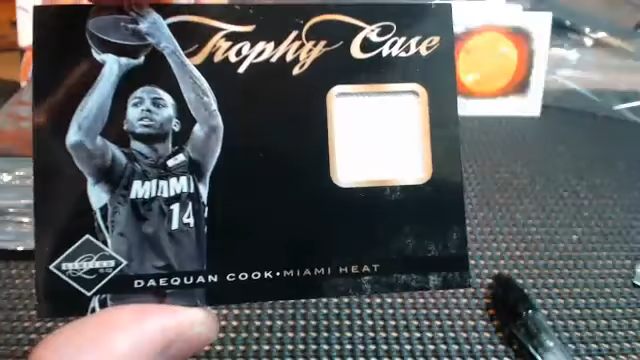 Trophy Case
MIAMI
14
LIMITED
DAEQUAN COOK•MIAMI HEAT